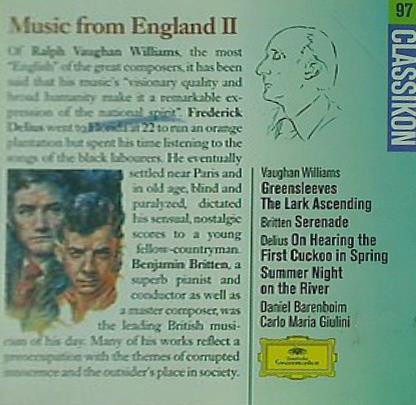 Music from England II
Of Ralph Vaughan Williams, the most
"English" of the great composers, it has been
said that his music's "visionary quality and
broad humanity make it a remarkable ex-
pression of the national spirit". Frederick
Delius went to Florida at 22 to run an orange
plantation but spent his time listening to the
songs of the black labourers. He eventually
settled near Paris and
in old age, blind and
paralyzed, dictated
his sensual, nostalgic
scores to a young
fellow-countryman.
Benjamin Britten, a
superb pianist and
conductor as well as
a master composer, was
the leading British musi-
cian of his day. Many of his works reflect a
preoccupation with the themes of corrupted
innocence and the outsider's place in society.
97
CLASSIKON
Vaughan Williams
Greensleeves
The Lark Ascending
Britten Serenade
Delius On Hearing the
First Cuckoo in Spring
Summer Night
on the River
Daniel Barenboim
Carlo Maria Giulini
Deutsche
Grammophon